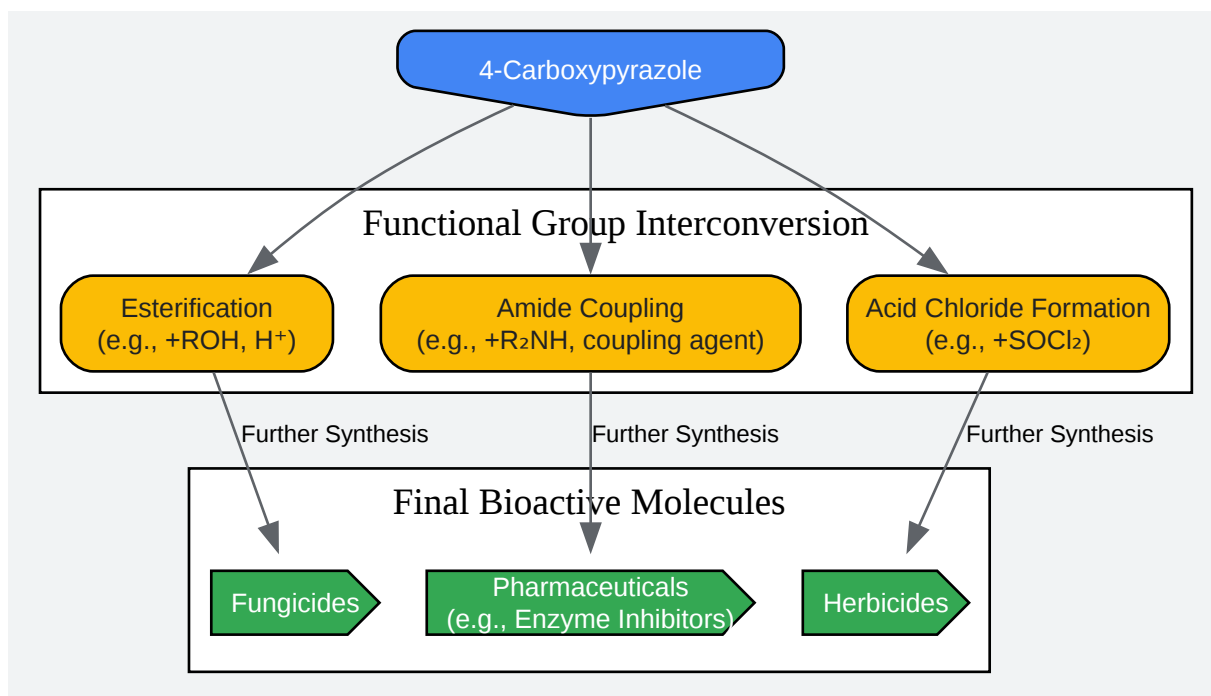 4-Carboxypyrazole
Functional Group Interconversion
Esterification
(e.g., +ROH, H⁺)
Amide Coupling
(e.g., +R₂NH, coupling agent)
Acid Chloride Formation
(e.g., +SOCl₂)
Further Synthesis
Further Synthesis
Further Synthesis
Final Bioactive Molecules
Fungicides
Pharmaceuticals
(e.g., Enzyme Inhibitors)
Herbicides